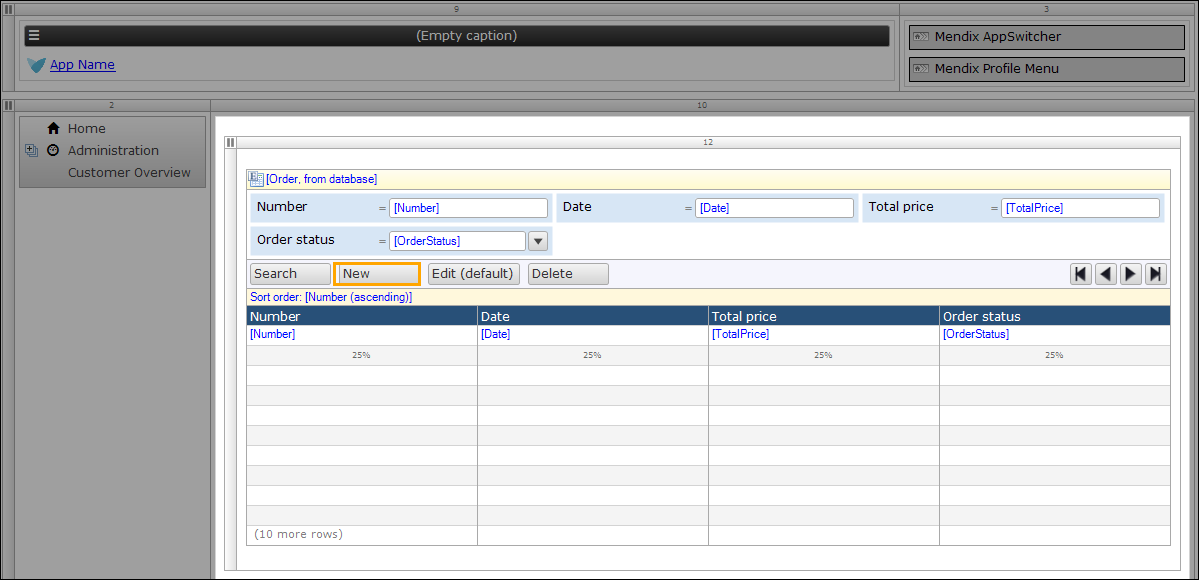 9 3
(Empty caption) Mendix AppSwitcher
App Name Mendix Profile Menu
2 10
Home
Administration
Customer Overview
12
[Order, from database]
Number = [Number] Date = [Date] Total price = [TotalPrice]
Order status = [OrderStatus]
Search New Edit (default) Delete
Sort order: [Number (ascending)]
Number Date Total price Order status
[Number] [Date] [TotalPrice] [OrderStatus]
25% 25% 25% 25%
(10 more rows)